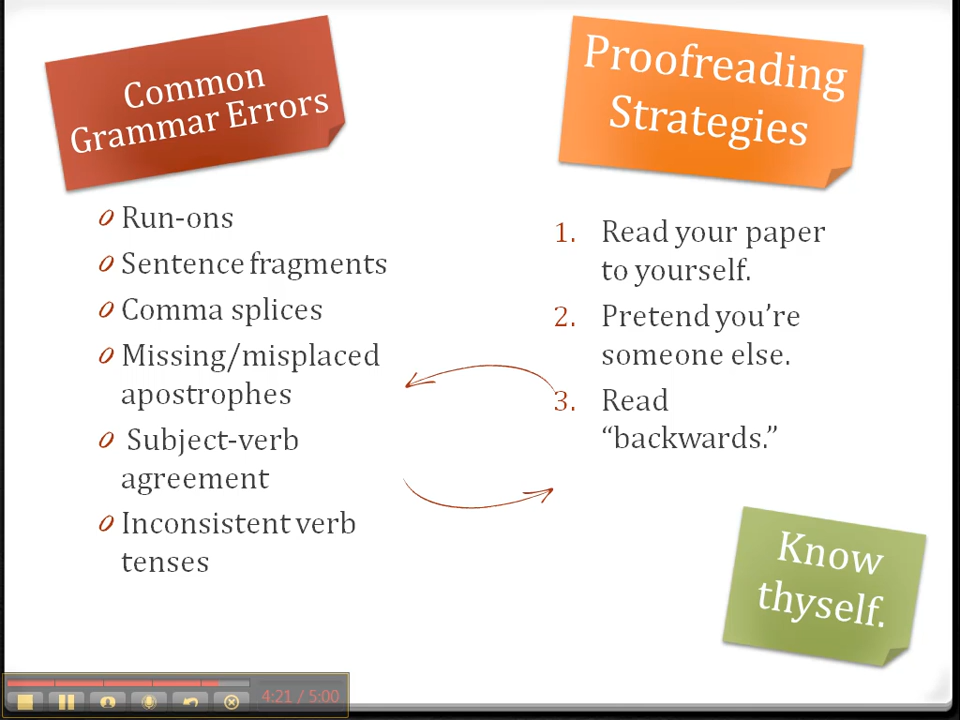 Common
Grammar Errors
Run-ons
Sentence fragments
Comma splices
Missing/misplaced
apostrophes
Subject-verb
agreement
Inconsistent verb
tenses
Proofreading
Strategies
1. Read your paper
to yourself.
2. Pretend you’re
someone else.
3. Read
“backwards.”
Know
thyself.
4:21 / 5:00